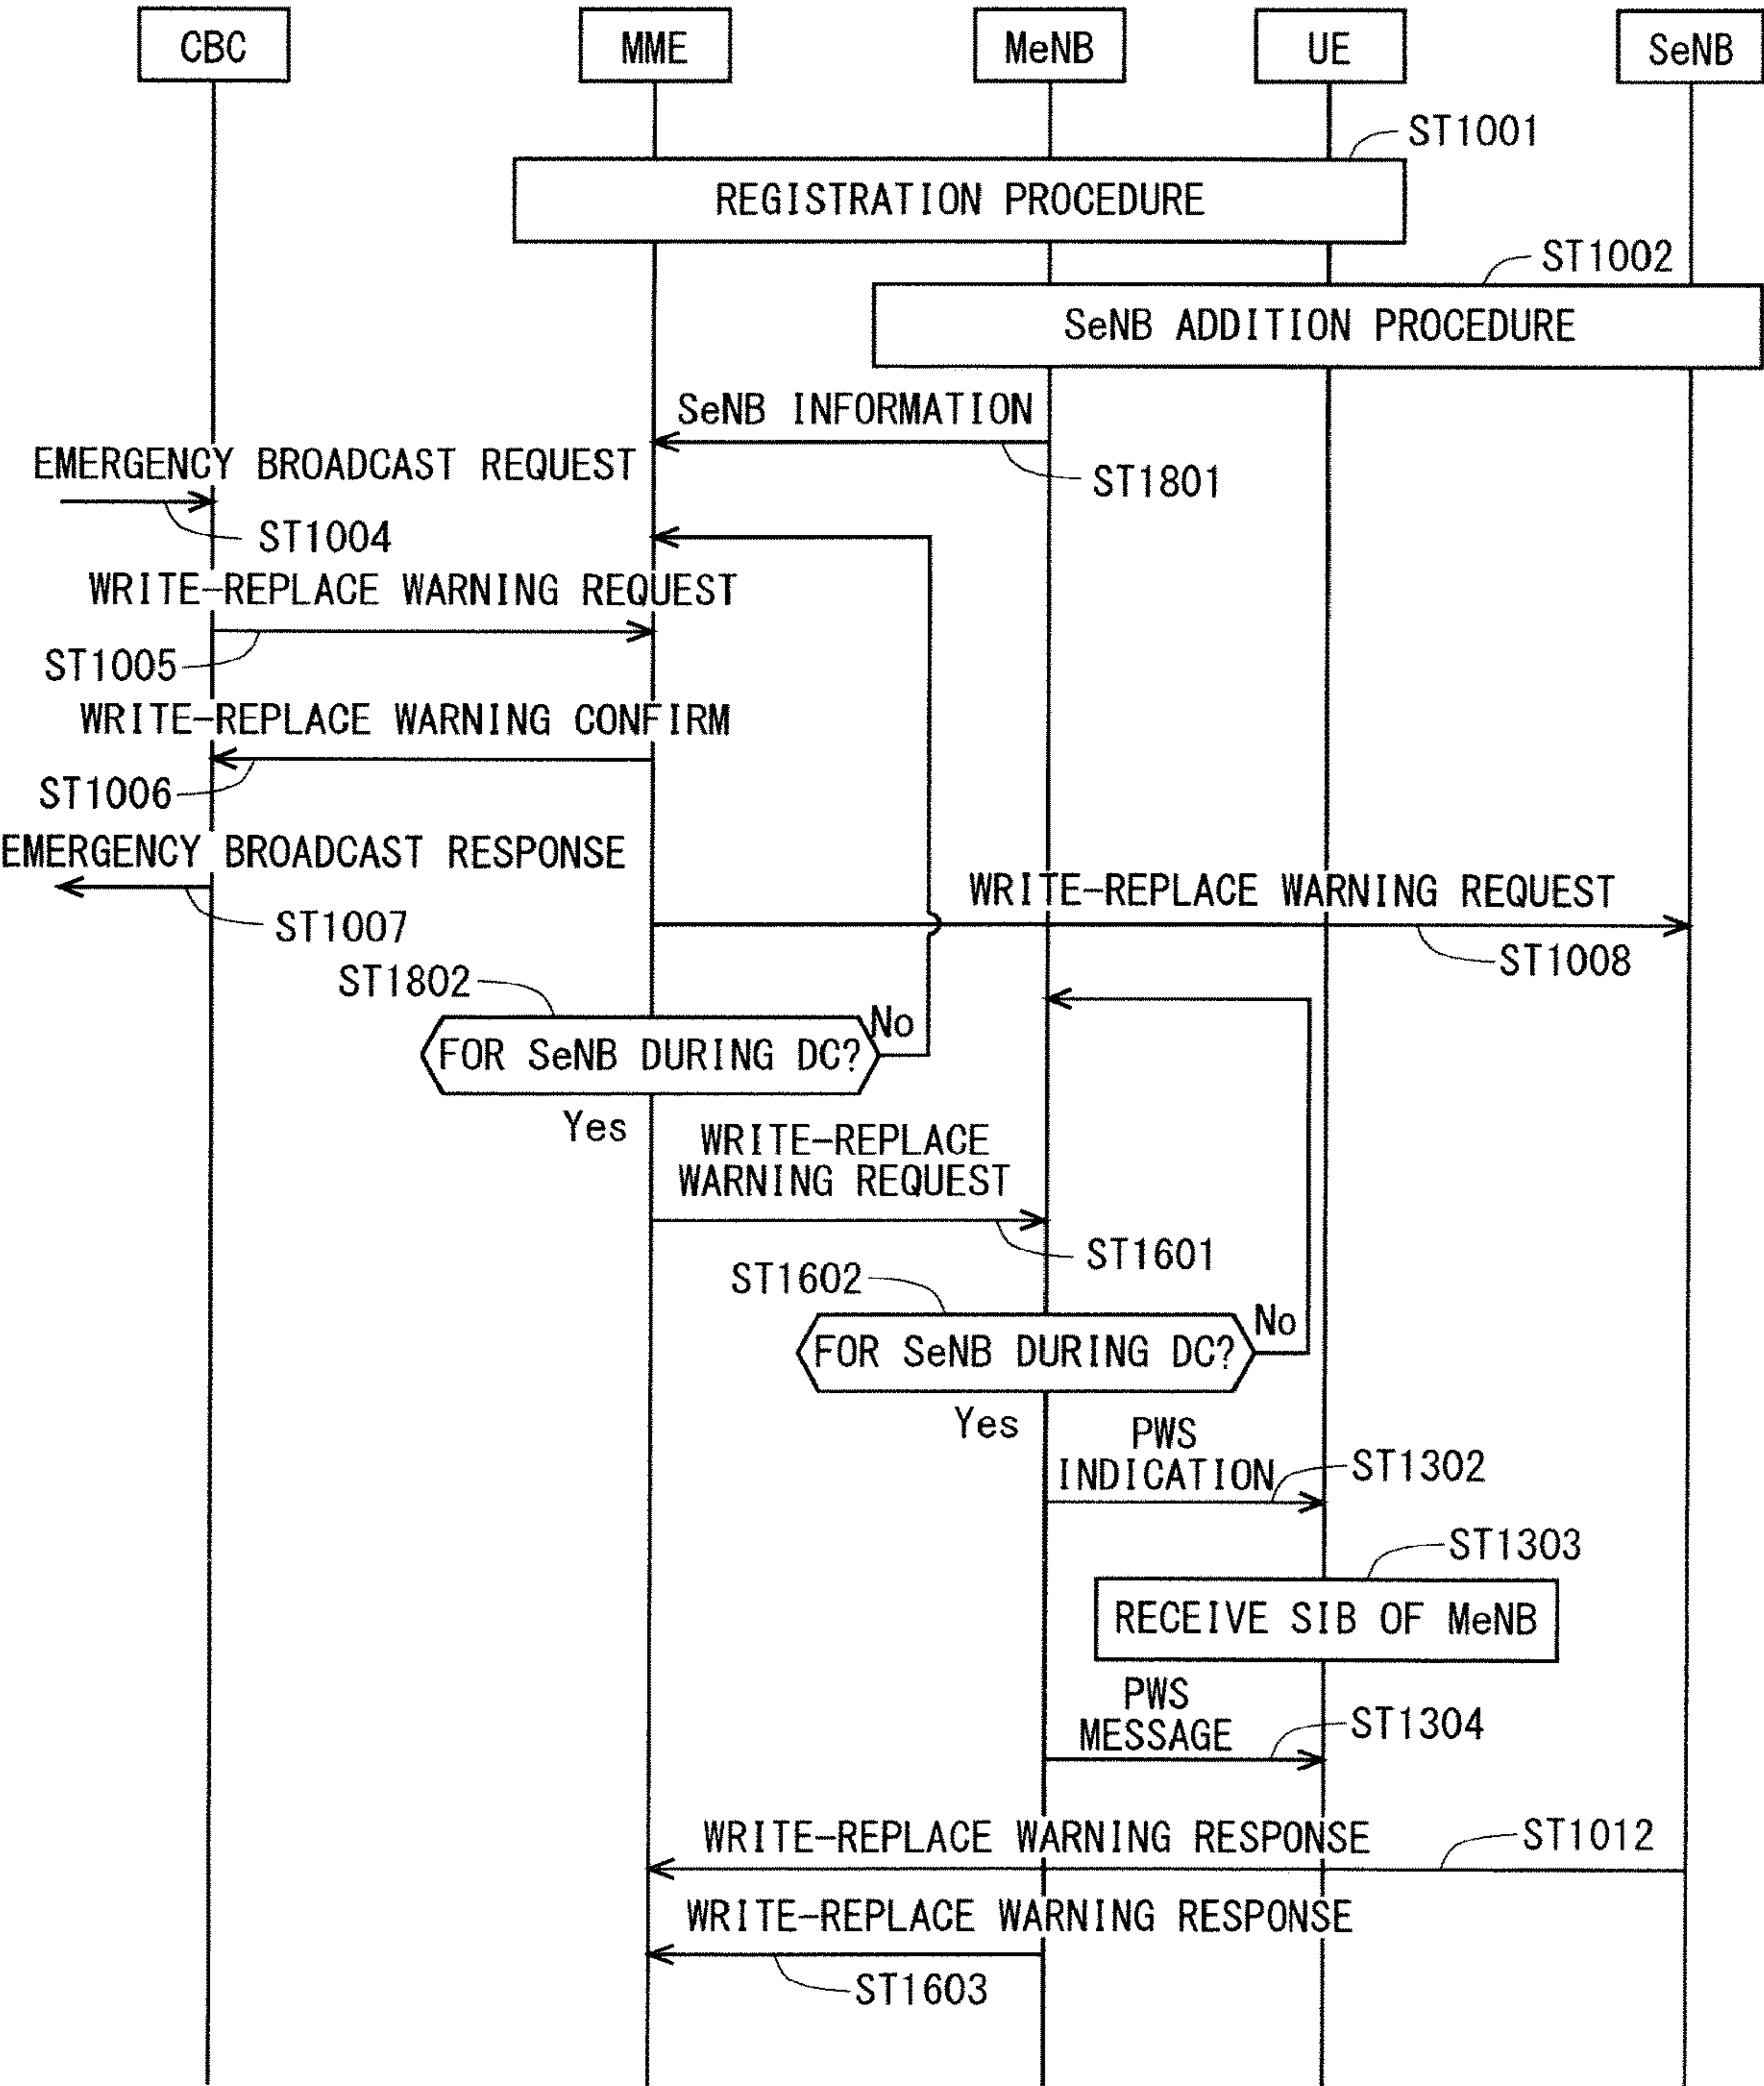 CBC
MME
MeNB
UE
SeNB
ST1001
REGISTRATION PROCEDURE
ST1002
SeNB ADDITION PROCEDURE
SeNB INFORMATION
ST1801
EMERGENCY BROADCAST REQUEST
ST1004
WRITE-REPLACE WARNING REQUEST
ST1005
WRITE-REPLACE WARNING CONFIRM
ST1006
EMERGENCY BROADCAST RESPONSE
ST1007
WRITE-REPLACE WARNING REQUEST
ST1008
ST1802
FOR SeNB DURING DC?
No
Yes
WRITE-REPLACE
WARNING REQUEST
ST1601
ST1602
FOR SeNB DURING DC?
No
Yes
PWS
INDICATION
ST1302
ST1303
RECEIVE SIB OF MeNB
PWS
MESSAGE
ST1304
WRITE-REPLACE WARNING RESPONSE
ST1012
WRITE-REPLACE WARNING RESPONSE
ST1603